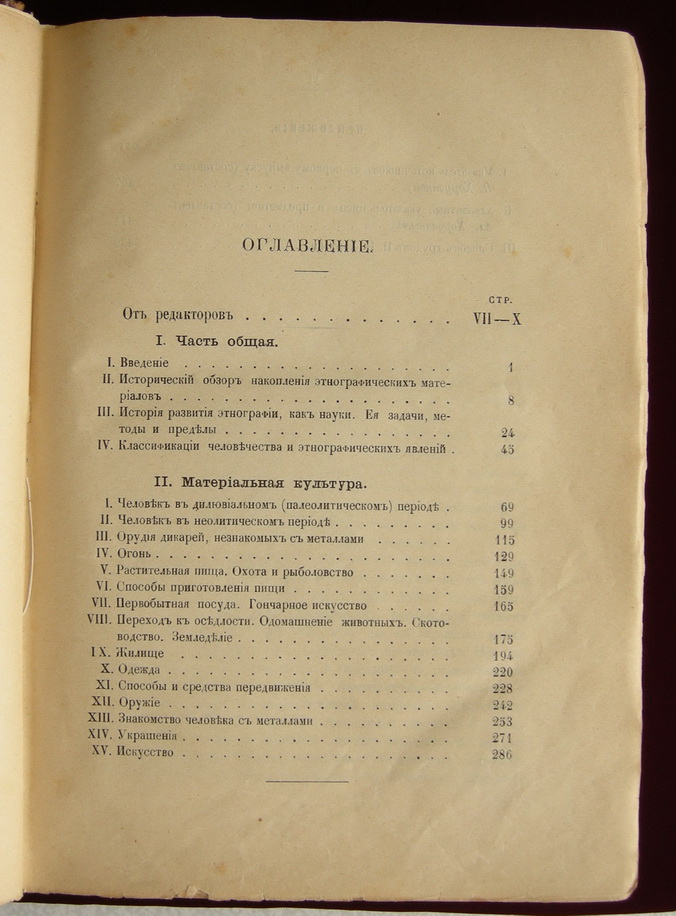 ОГЛАВЛЕНІЕ.
СТР.
Отъ редакторовъ . . . . . . . . . . . . . VII—X
I. Часть общая.
I. Введеніе . . . . . . . . . . . . . . . . 1
II. Историческій обзоръ накопленія этнографическихъ мате-
ріаловъ . . . . . . . . . . . . . . . . . 8
III. Исторія развитія этнографіи, какъ науки. Ея задачи, ме-
тоды и предѣлы . . . . . . . . . . . . . . 24
IV. Классификаціи человѣчества и этнографическихъ явленій . 45
II. Матеріальная культура.
I. Человѣкъ въ дилювіальномъ (палеолитическомъ) періодѣ . 69
II. Человѣкъ въ неолитическомъ періодѣ . . . . . . . . 99
III. Орудія дикарей, незнакомыхъ съ металлами . . . . . 115
IV. Огонь . . . . . . . . . . . . . . . . . . 129
V. Растительная пища. Охота и рыболовство . . . . . . 149
VI. Способы приготовленія пищи . . . . . . . . . . . 159
VII. Первобытная посуда. Гончарное искусство . . . . . 165
VIII. Переходъ къ осѣдлости. Одомашненіе животныхъ. Ското-
водство. Земледѣліе . . . . . . . . . . . . . 175
IX. Жилище . . . . . . . . . . . . . . . . 194
X. Одежда . . . . . . . . . . . . . . . . . 220
XI. Способы и средства передвиженія . . . . . . . . . 228
XII. Оружіе . . . . . . . . . . . . . . . . . 242
XIII. Знакомство человѣка съ металлами . . . . . . . . . 253
XIV. Украшенія . . . . . . . . . . . . . . . . 271
XV. Искусство . . . . . . . . . . . . . . . . 286